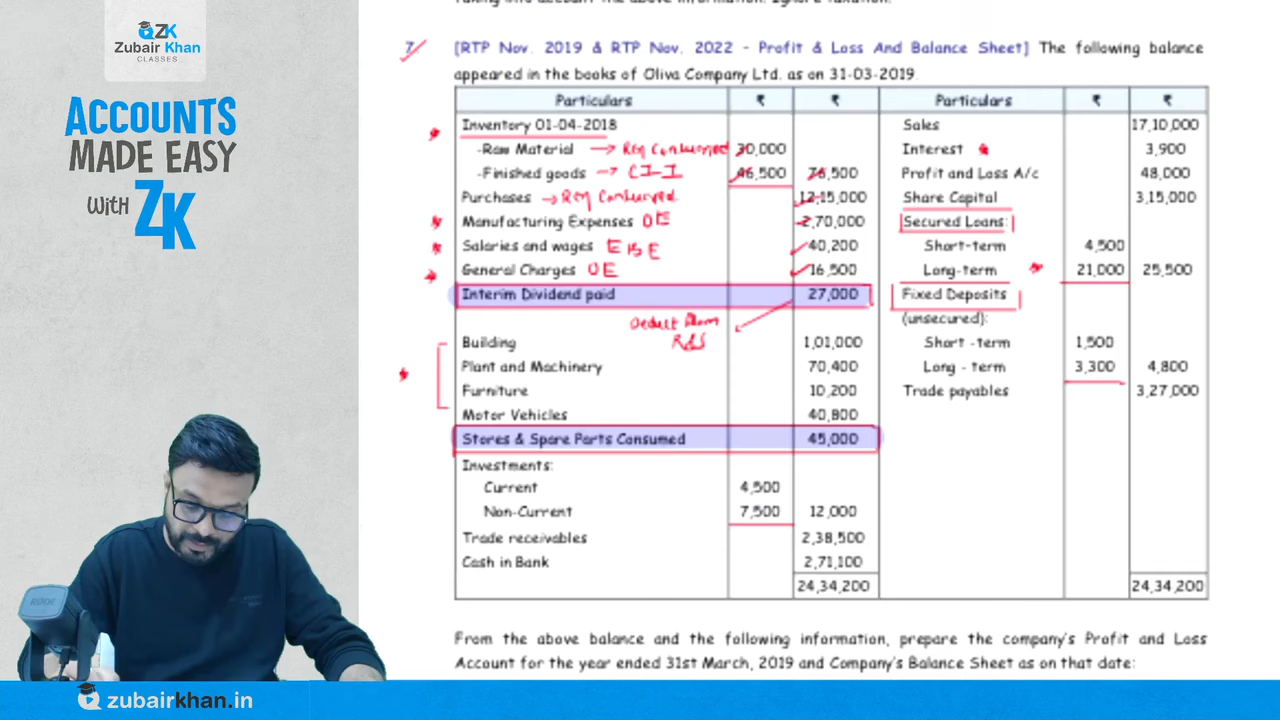 ZK
Zubair Khan
CLASSES
ACCOUNTS
MADE EASY
with ZK
Taking into account the above information. Ignore taxation.
7. [RTP Nov. 2019 & RTP Nov. 2022 - Profit & Loss And Balance Sheet] The following balance
appeared in the books of Oliva Company Ltd. as on 31-03-2019.
Particulars ₹ ₹ Particulars ₹ ₹
Inventory 01-04-2018 Sales 17,10,000
-Raw Material → RM Consumed 30,000 Interest 3,900
-Finished goods → CI-I 46,500 76,500 Profit and Loss A/c 48,000
Purchases → RM Consumed 12,15,000 Share Capital 3,15,000
Manufacturing Expenses OE 2,70,000 Secured Loans:
Salaries and wages EBE 40,200 Short-term 4,500
General Charges OE 16,500 Long-term 21,000 25,500
Interim Dividend paid 27,000 Fixed Deposits
Deduct from (unsecured):
R&S
Building 1,01,000 Short -term 1,500
Plant and Machinery 70,400 Long - term 3,300 4,800
Furniture 10,200 Trade payables 3,27,000
Motor Vehicles 40,800
Stores & Spare Parts Consumed 45,000
Investments:
Current 4,500
Non-Current 7,500 12,000
Trade receivables 2,38,500
Cash in Bank 2,71,100
24,34,200 24,34,200
From the above balance and the following information, prepare the company's Profit and Loss
Account for the year ended 31st March, 2019 and Company's Balance Sheet as on that date:
RODE
zubairkhan.in